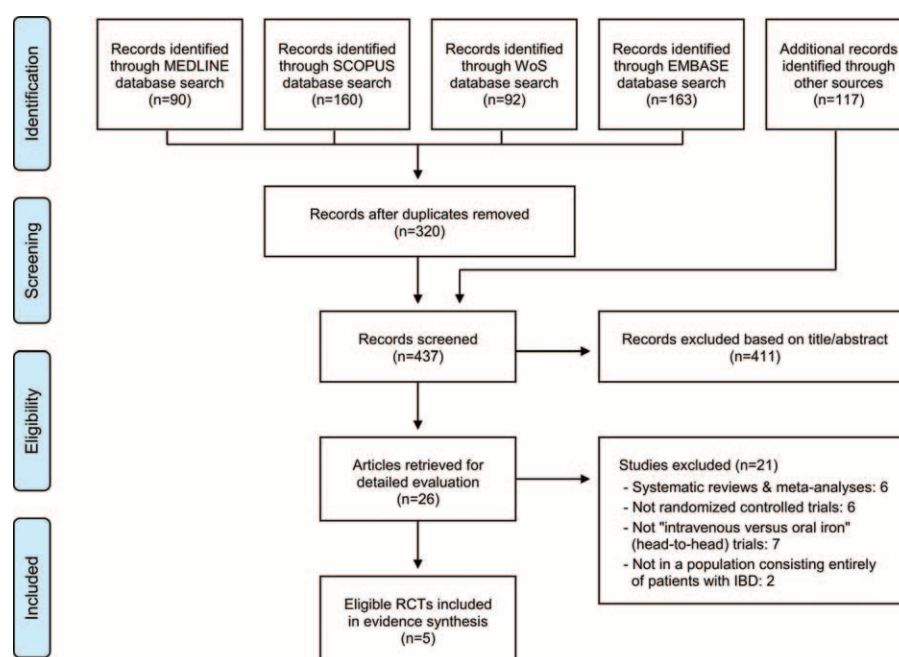 Identification
Records identified
through MEDLINE
database search
(n=90)
Records identified
through SCOPUS
database search
(n=160)
Records identified
through WoS
database search
(n=92)
Records identified
through EMBASE
database search
(n=163)
Additional records
identified through
other sources
(n=117)
Screening
Records after duplicates removed
(n=320)
Records screened
(n=437)
Records excluded based on title/abstract
(n=411)
Eligibility
Articles retrieved for
detailed evaluation
(n=26)
Studies excluded (n=21)
- Systematic reviews & meta-analyses: 6
- Not randomized controlled trials: 6
- Not "intravenous versus oral iron"
(head-to-head) trials: 7
- Not in a population consisting entirely
of patients with IBD: 2
Included
Eligible RCTs included
in evidence synthesis
(n=5)